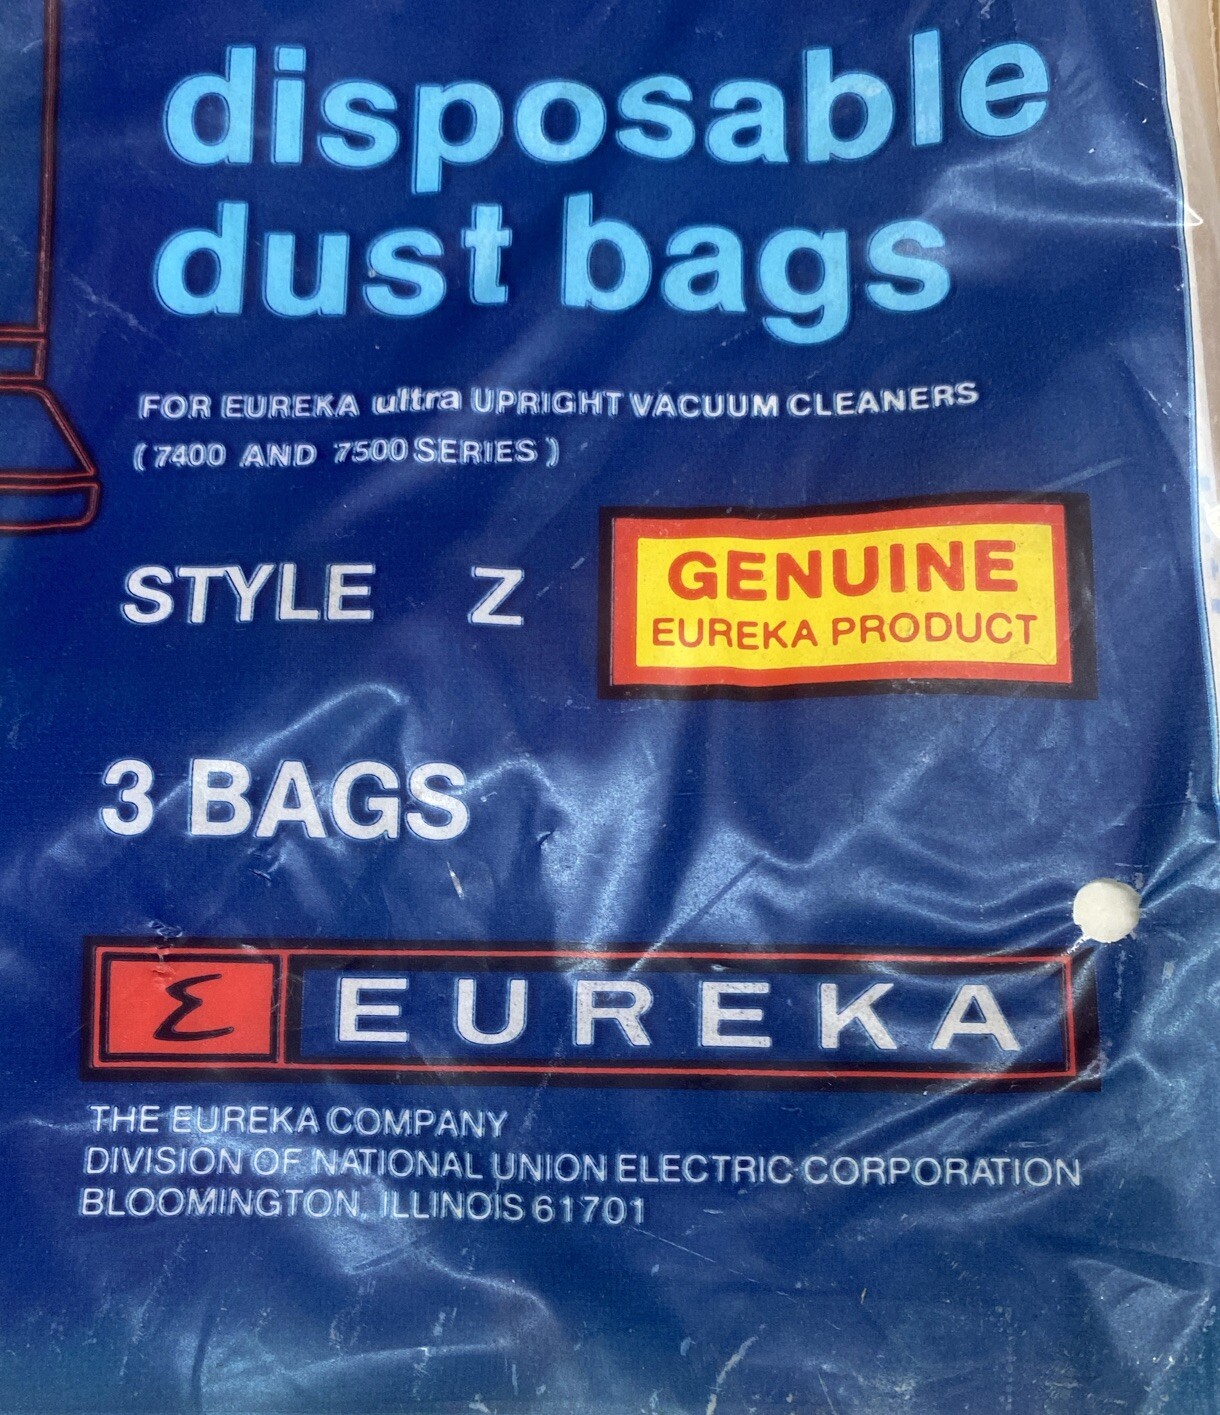 disposable
dust bags
FOR EUREKA ultra UPRIGHT VACUUM CLEANERS
( 7400 AND 7500 SERIES )
STYLE Z
GENUINE
EUREKA PRODUCT
3 BAGS
EUREKA
THE EUREKA COMPANY
DIVISION OF NATIONAL UNION ELECTRIC CORPORATION
BLOOMINGTON, ILLINOIS 61701